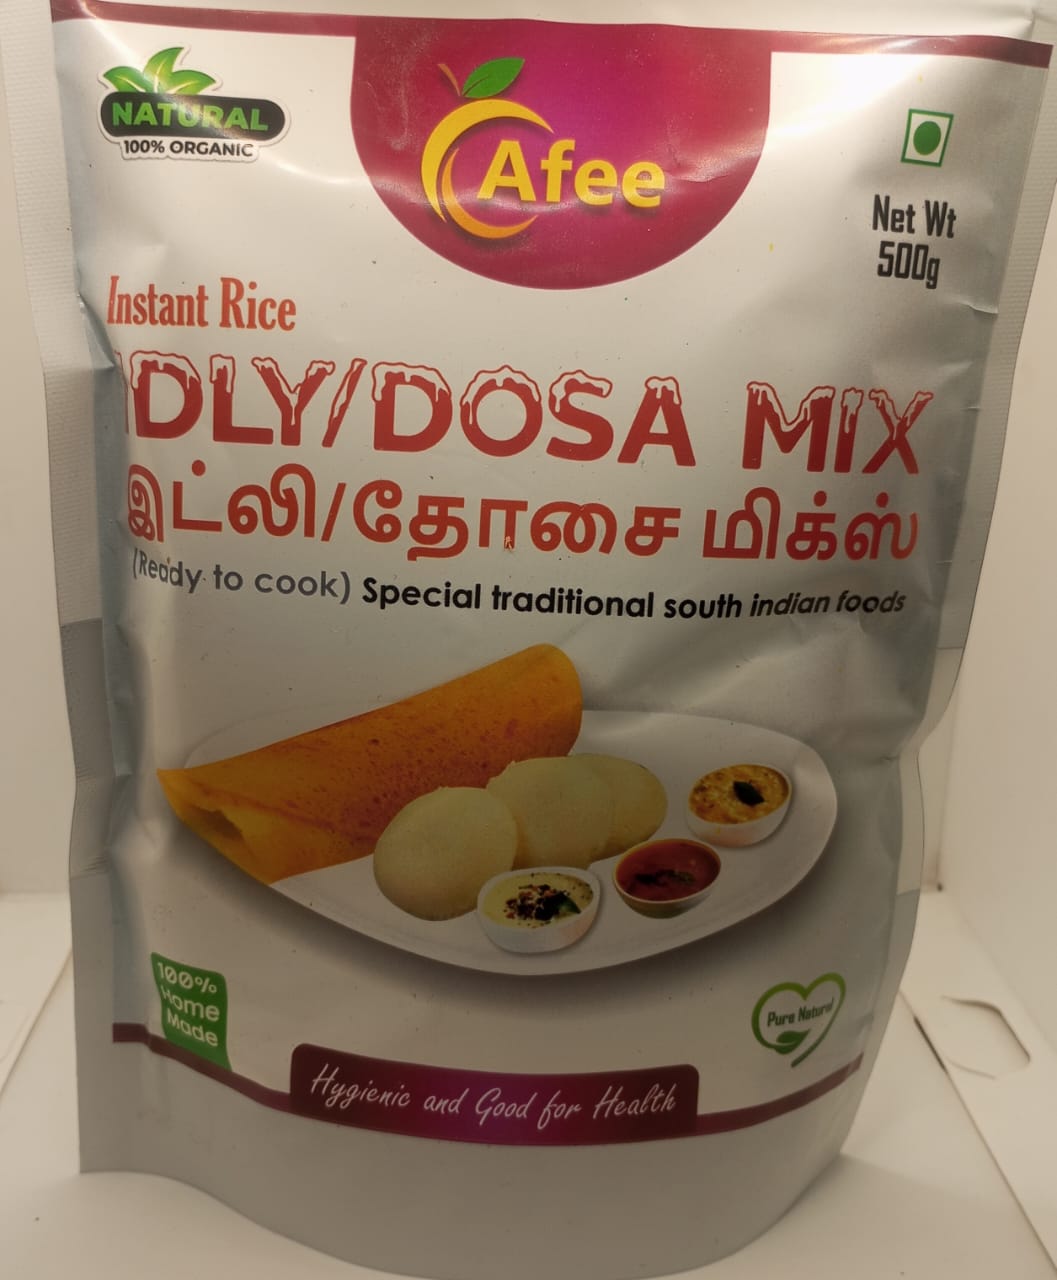 NATURAL
100% ORGANIC
Afee
Net Wt
500g
Instant Rice
IDLY/DOSA MIX
இட்லி/தோசை மிக்ஸ்
(Ready to cook) Special traditional south indian foods
100%
Home
Made
Pure Natural
Hygienic and Good for Health